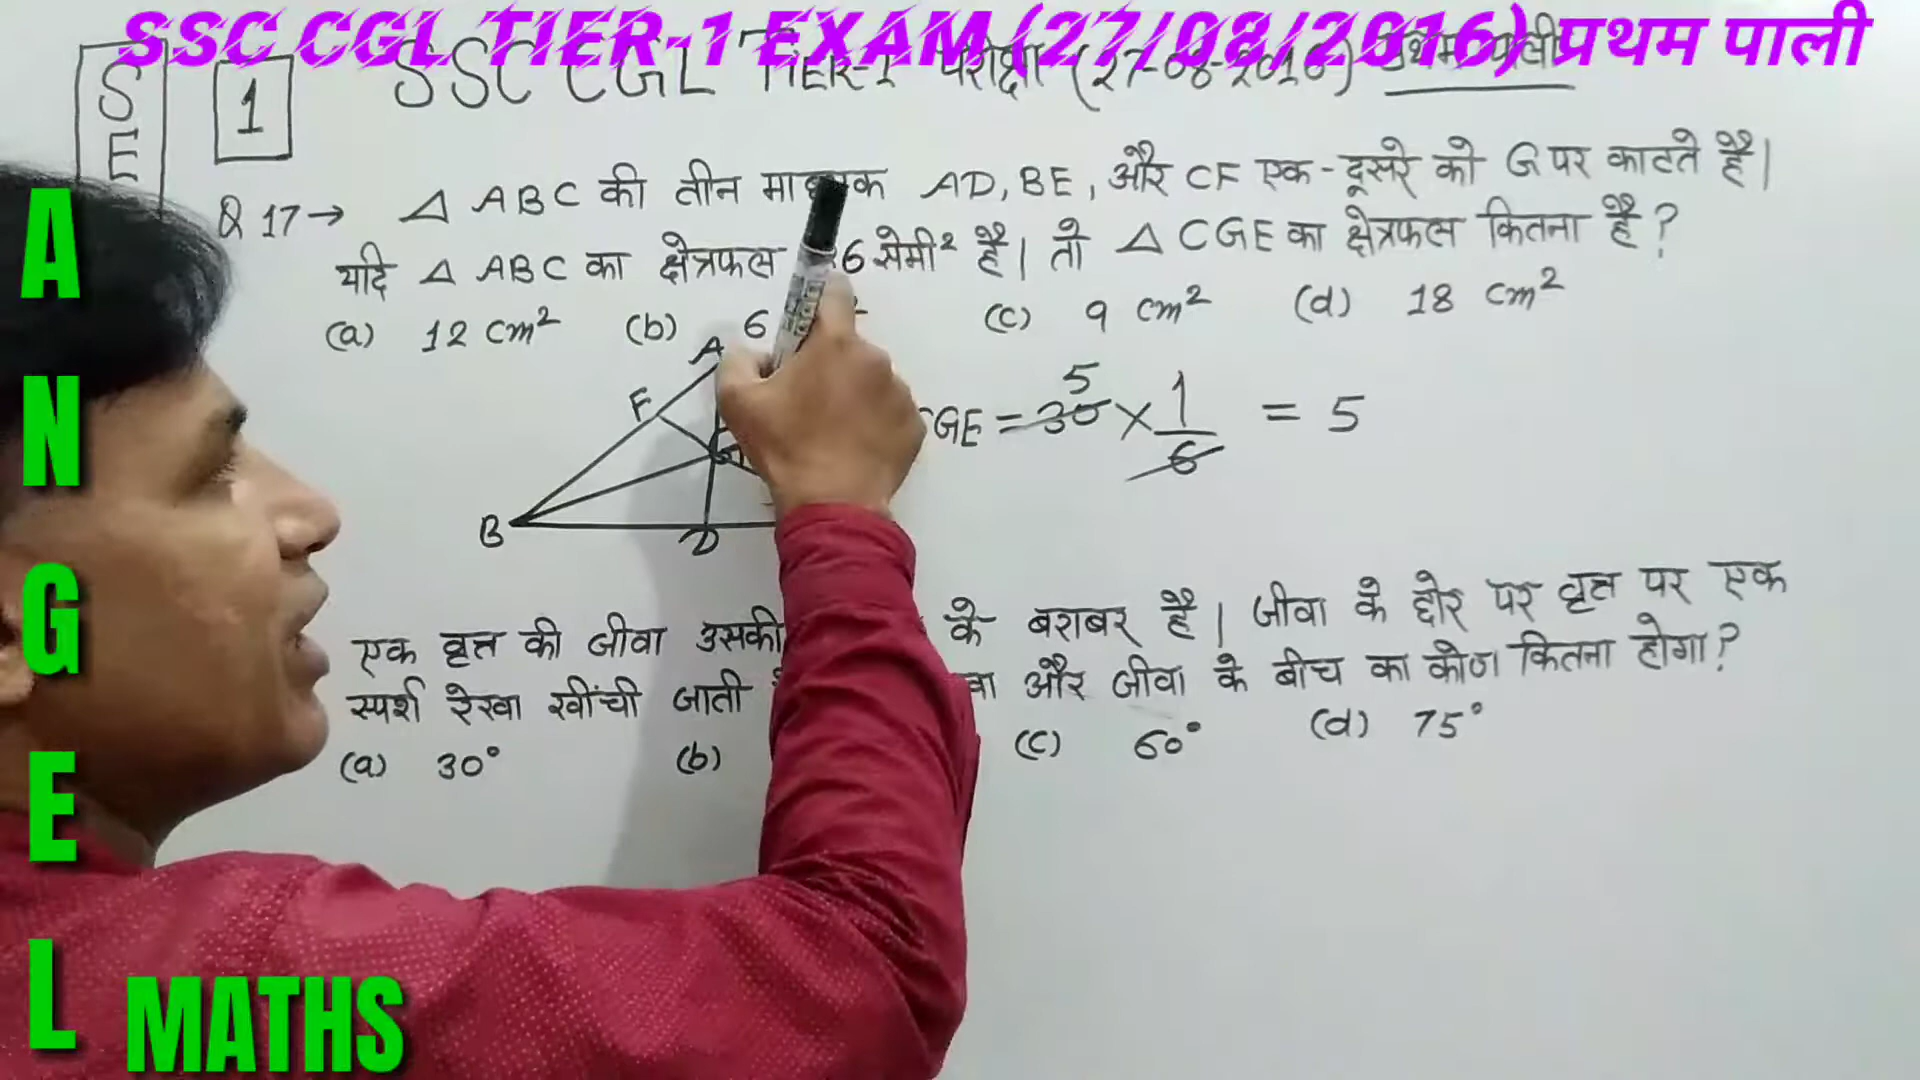 SSC CGL TIER-1 EXAM (27/08/2016) प्रथम पाली
SSC CGL TIER-1 परीक्षा (27-08-2016) प्रथम पाली
S
E
1
Q 17 → △ ABC की तीन AD, BE, और CF एक-दूसरे को G पर काटते है।
यदि △ ABC का क्षेत्रफल 6 सेमी² है। तो △ CGE का क्षेत्रफल कितना है?
(a) 12 cm² (b) 6 (c) 9 cm² (d) 18 cm²
A
F
G
B
D
GE = 30 × 1/6 = 5
5
एक वृत्त की जीवा उसकी के बराबर है। जीवा के छोर पर वृत्त पर एक
स्पर्श रेखा खींची जाती और जीवा के बीच का कोण कितना होगा?
(a) 30° (b) (c) 60° (d) 75°
ANGEL
MATHS